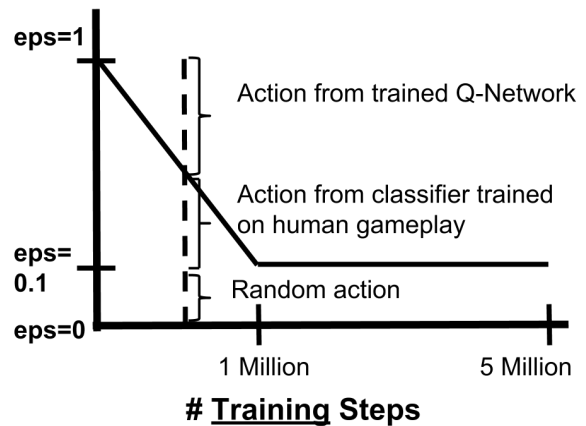 eps=1
Action from trained Q-Network
Action from classifier trained
on human gameplay
eps=
0.1
Random action
eps=0
1 Million
5 Million
# Training Steps